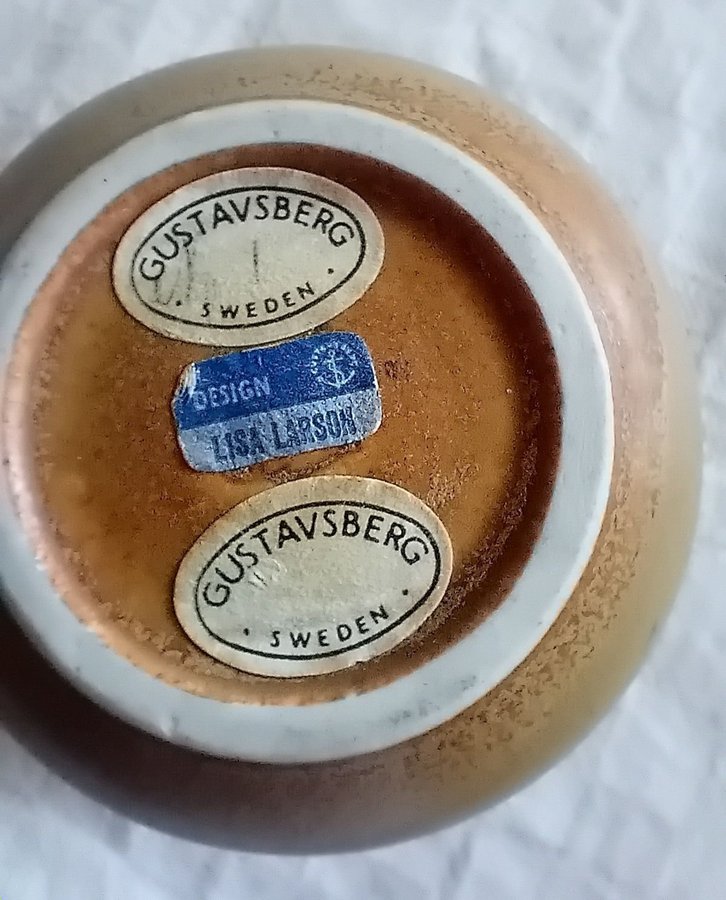 GUSTAVSBERG
· SWEDEN ·
DESIGN
LISA LARSON
GUSTAVSBERG
· SWEDEN ·